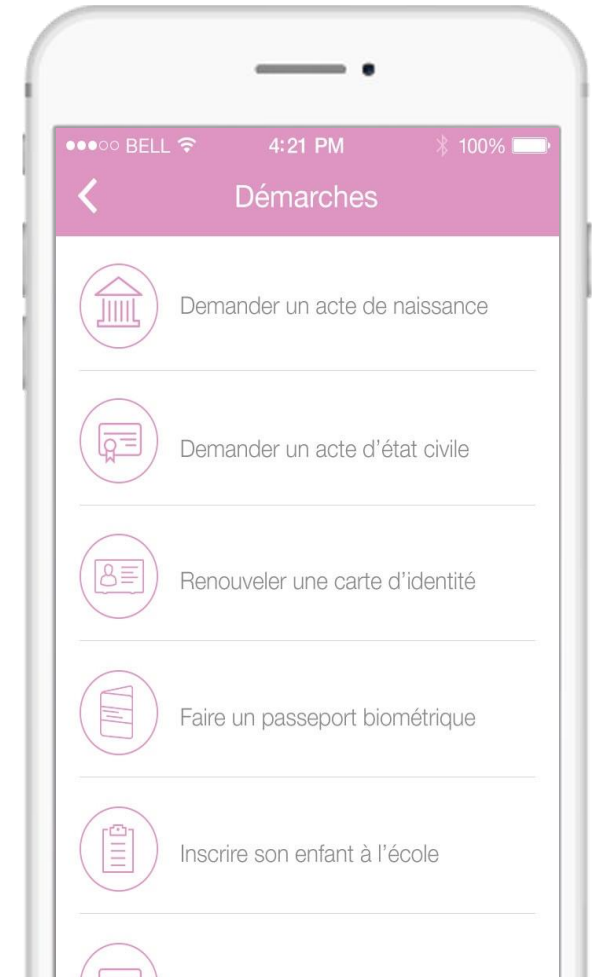 BELL 4:21 PM 100%
Démarches
Demander un acte de naissance
Demander un acte d’état civile
Renouveler une carte d’identité
Faire un passeport biométrique
Inscrire son enfant à l’école